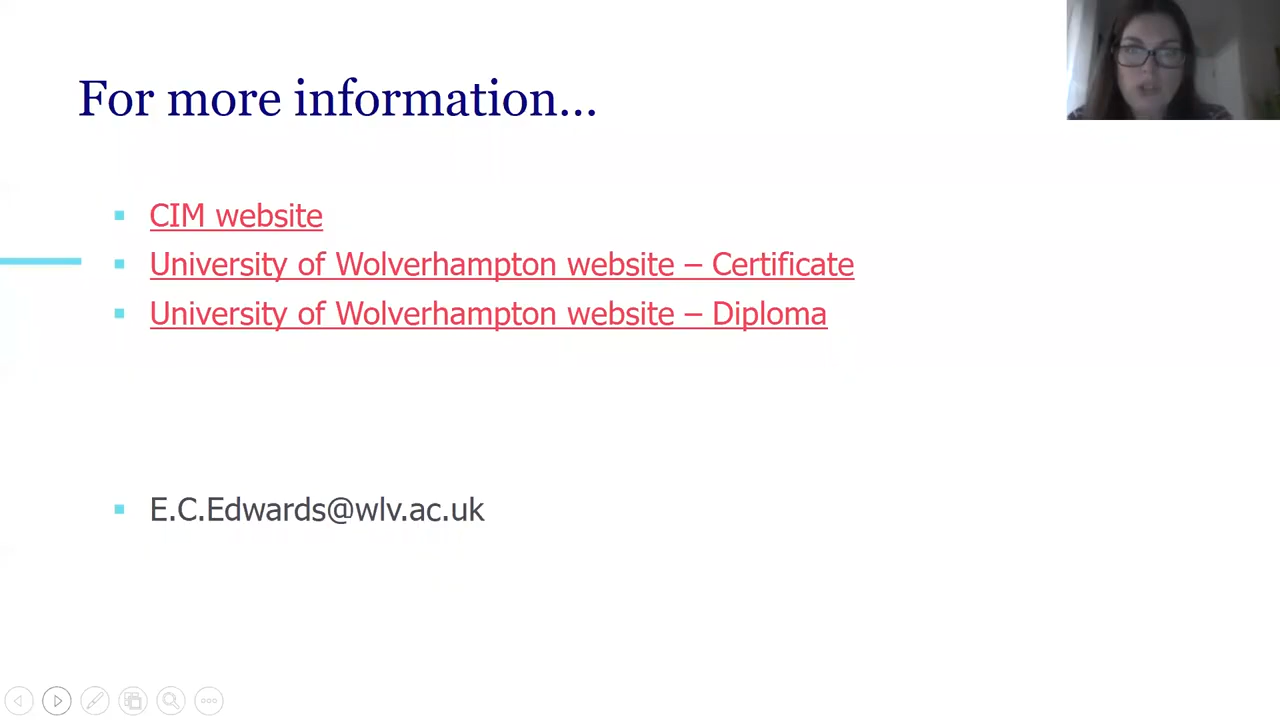 For more information...
CIM website
University of Wolverhampton website – Certificate
University of Wolverhampton website – Diploma
E.C.Edwards@wlv.ac.uk